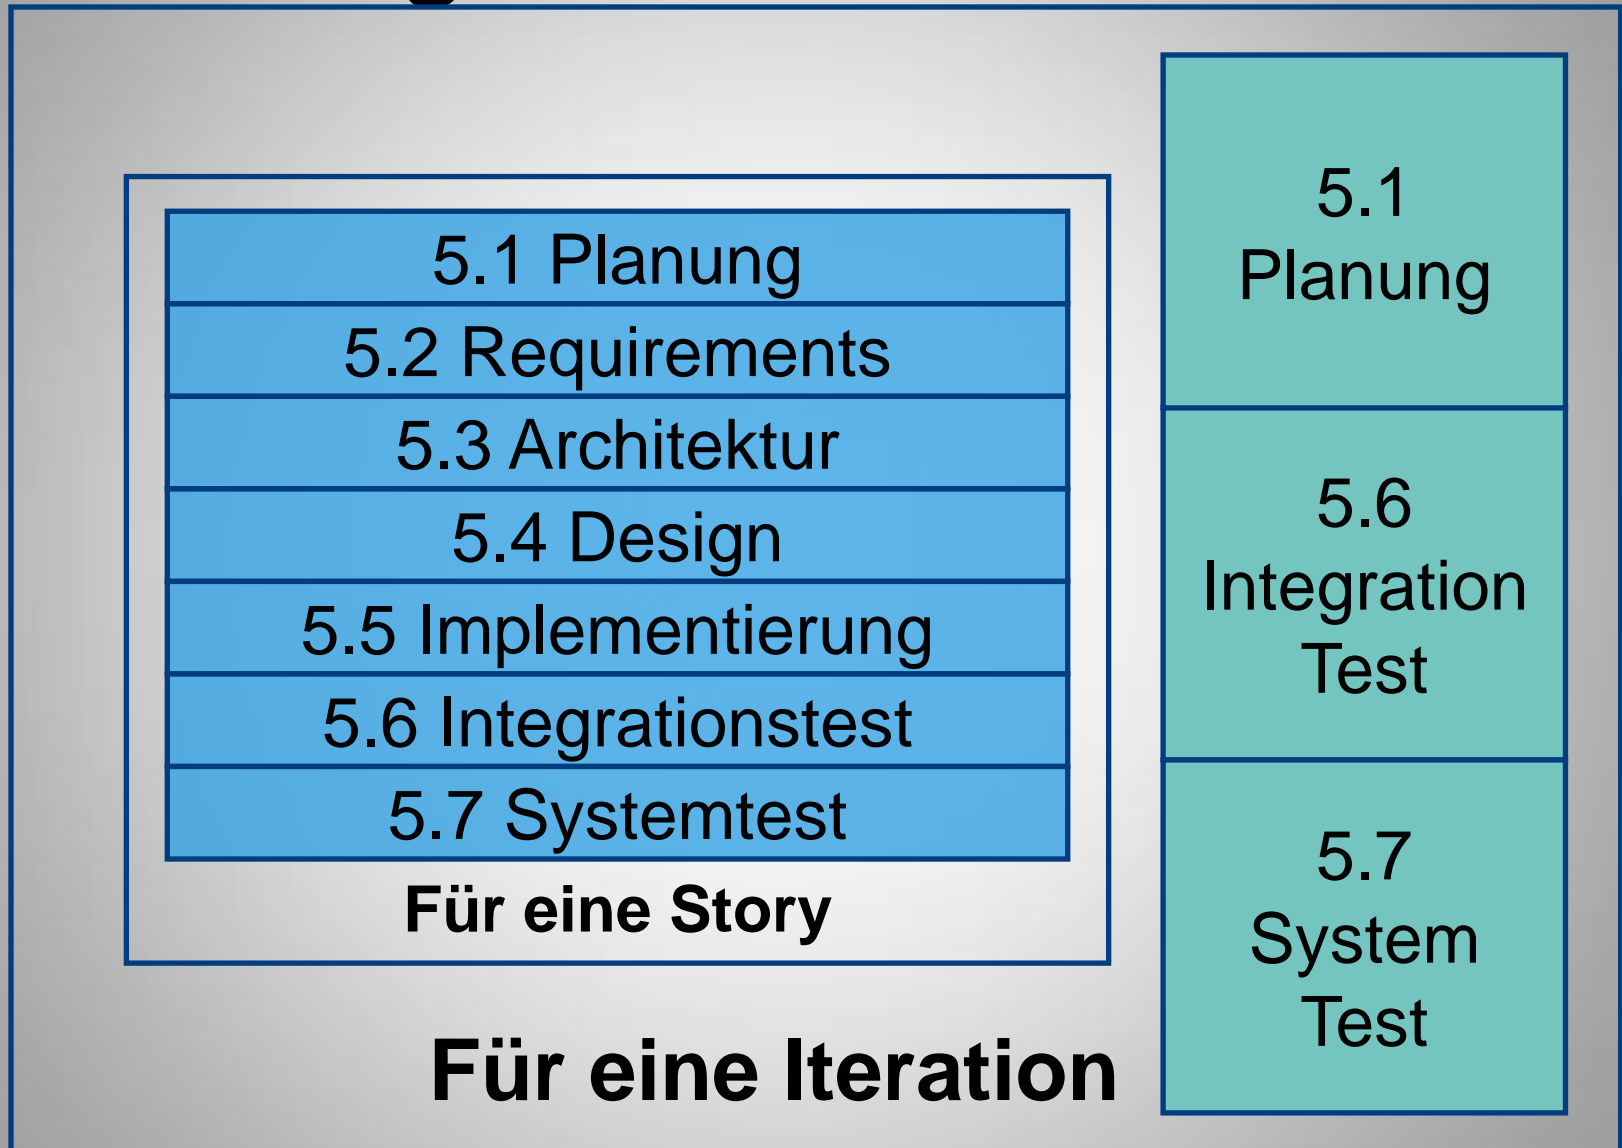 5.1 Planung
5.2 Requirements
5.3 Architektur
5.4 Design
5.5 Implementierung
5.6 Integrationstest
5.7 Systemtest
Für eine Story
Für eine Iteration
5.1
Planung
5.6
Integration
Test
5.7
System
Test